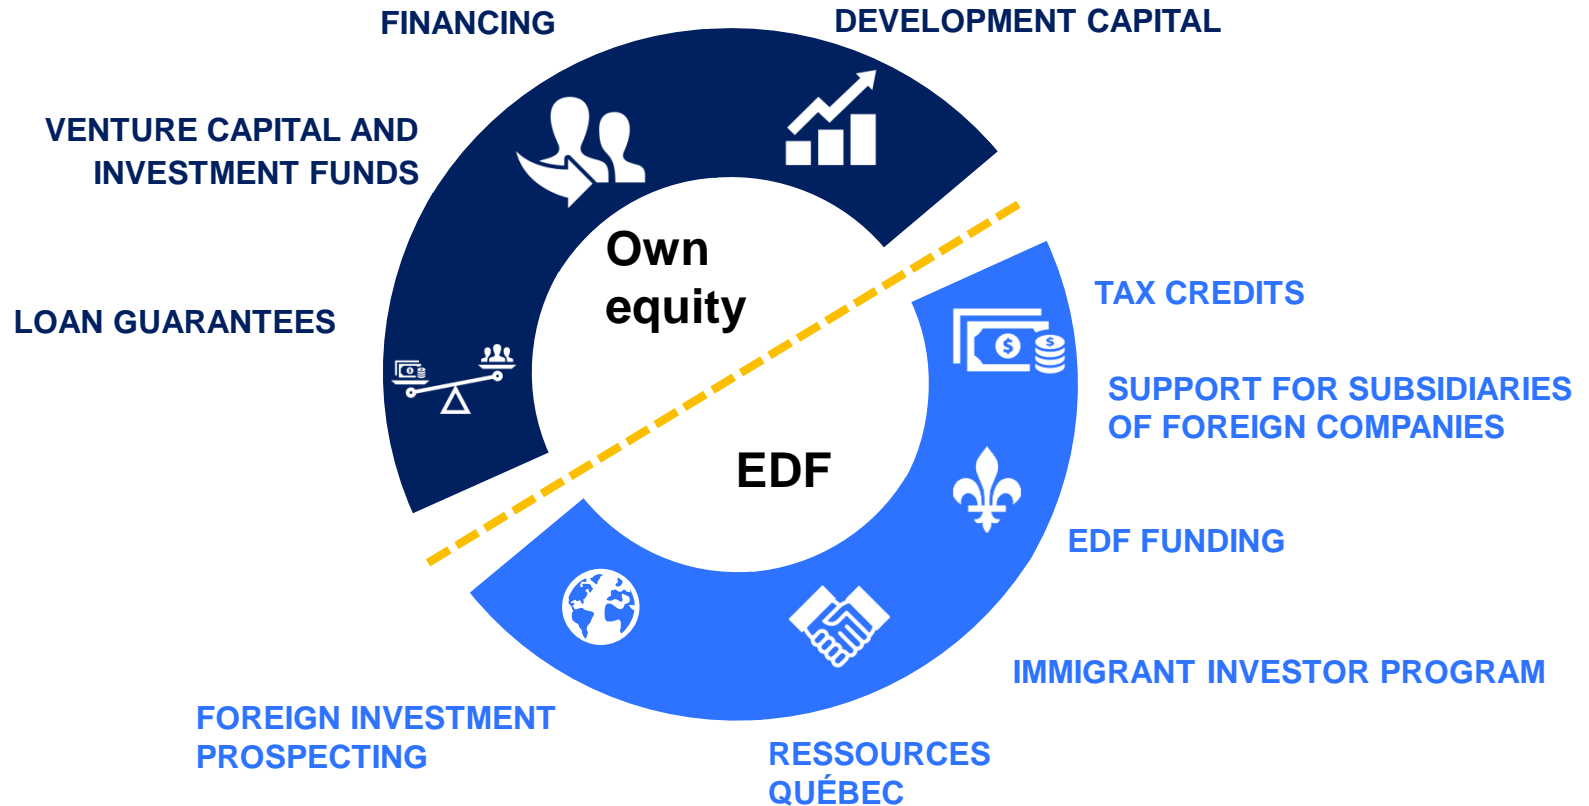 FINANCING
DEVELOPMENT CAPITAL
VENTURE CAPITAL AND
INVESTMENT FUNDS
LOAN GUARANTEES
Own
equity
TAX CREDITS
SUPPORT FOR SUBSIDIARIES
OF FOREIGN COMPANIES
EDF
EDF FUNDING
IMMIGRANT INVESTOR PROGRAM
FOREIGN INVESTMENT
PROSPECTING
RESSOURCES
QUÉBEC